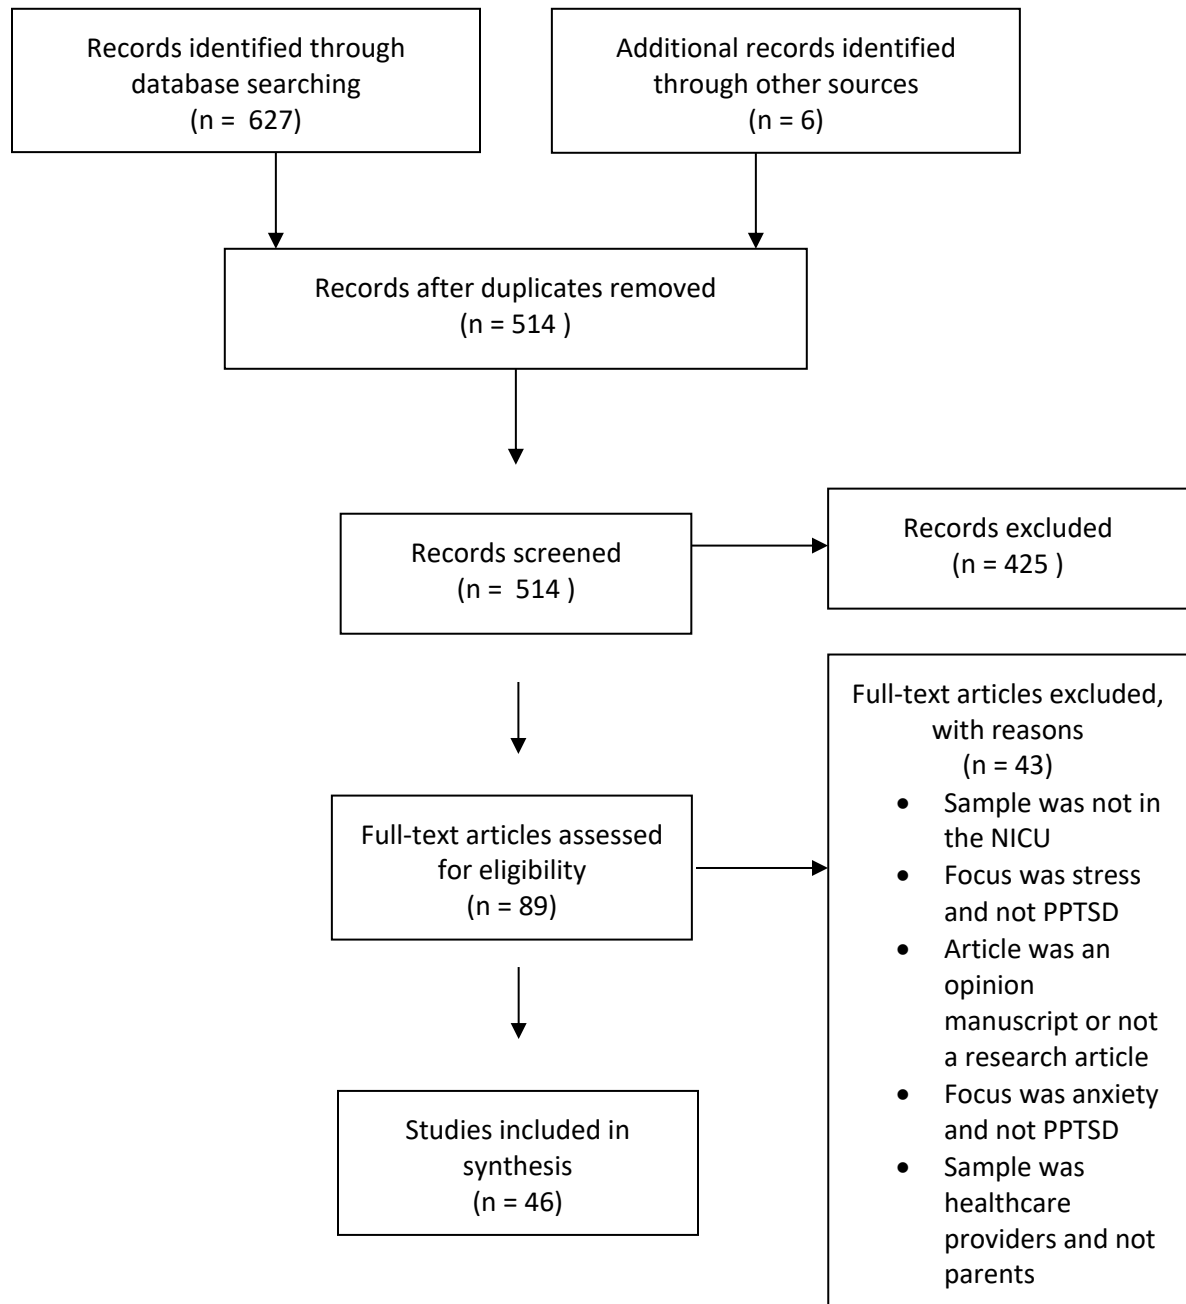 Records identified through
database searching
(n =  627)
Additional records identified
through other sources
(n = 6)
Records after duplicates removed
(n = 514 )
Records screened
(n =  514 )
Records excluded
(n = 425 )
Full-text articles assessed
for eligibility
(n = 89)
Full-text articles excluded,
with reasons
(n = 43)
• Sample was not in
the NICU
• Focus was stress
and not PPTSD
• Article was an
opinion
manuscript or not
a research article
• Focus was anxiety
and not PPTSD
• Sample was
healthcare
providers and not
parents
Studies included in
synthesis
(n = 46)